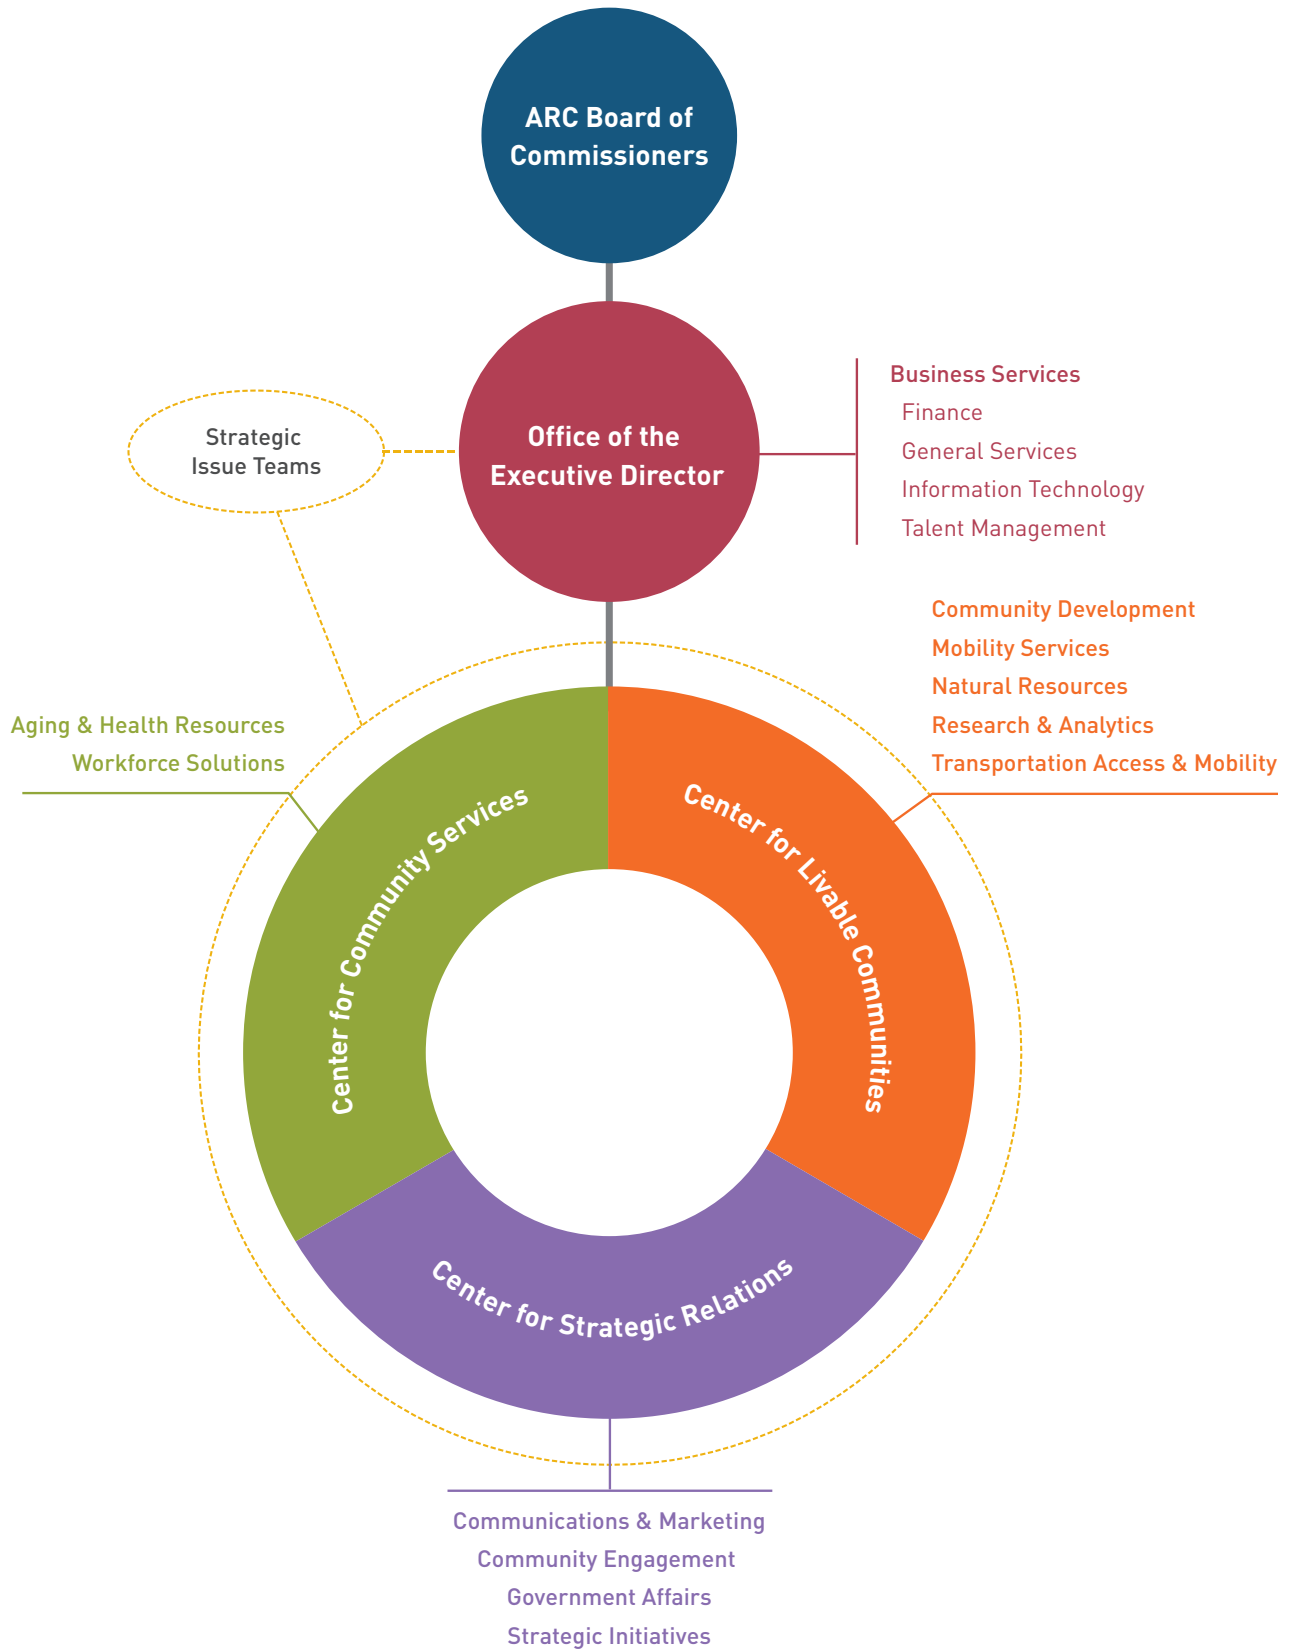 ARC Board of
Commissioners
Office of the
Executive Director
Strategic
Issue Teams
Business Services
Finance
General Services
Information Technology
Talent Management
Community Development
Mobility Services
Natural Resources
Research & Analytics
Transportation Access & Mobility
Aging & Health Resources
Workforce Solutions
Center for Community Services
Center for Livable Communities
Center for Strategic Relations
Communications & Marketing
Community Engagement
Government Affairs
Strategic Initiatives